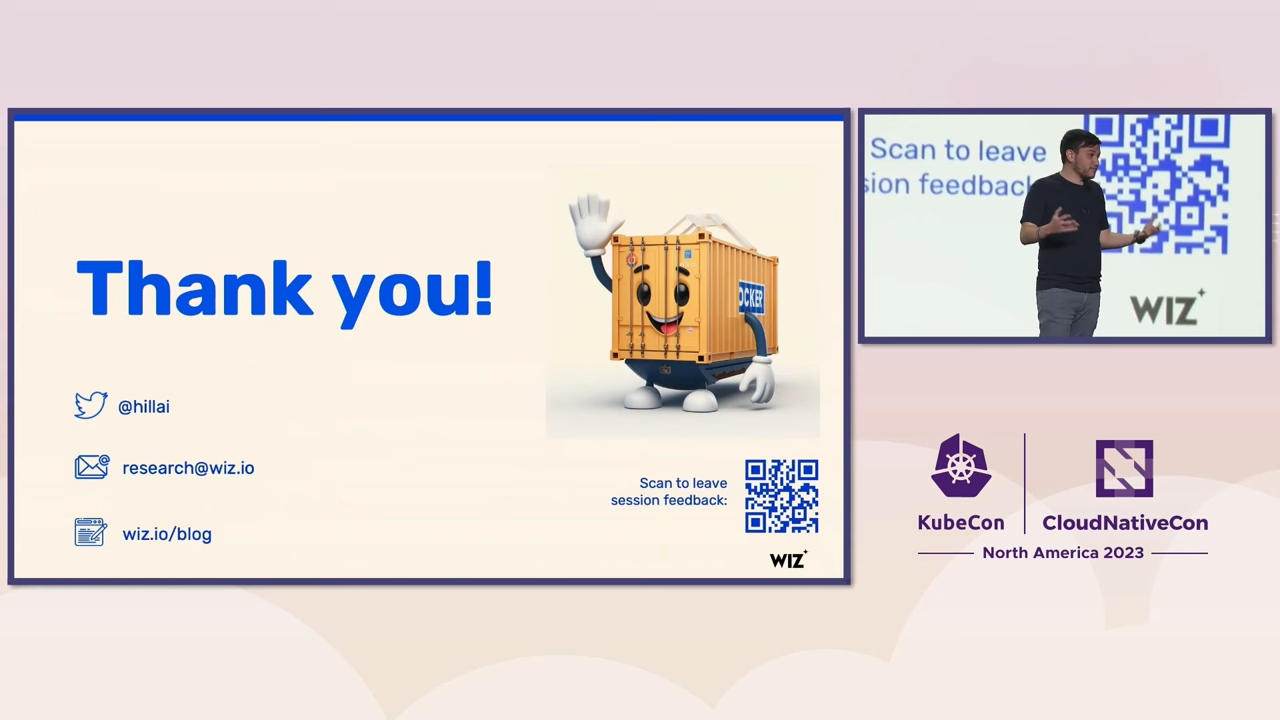 Thank you!
@hillai
research@wiz.io
wiz.io/blog
OCKER
Scan to leave
session feedback:
WIZ
Scan to leave
sion feedback
WIZ
KubeCon
CloudNativeCon
North America 2023